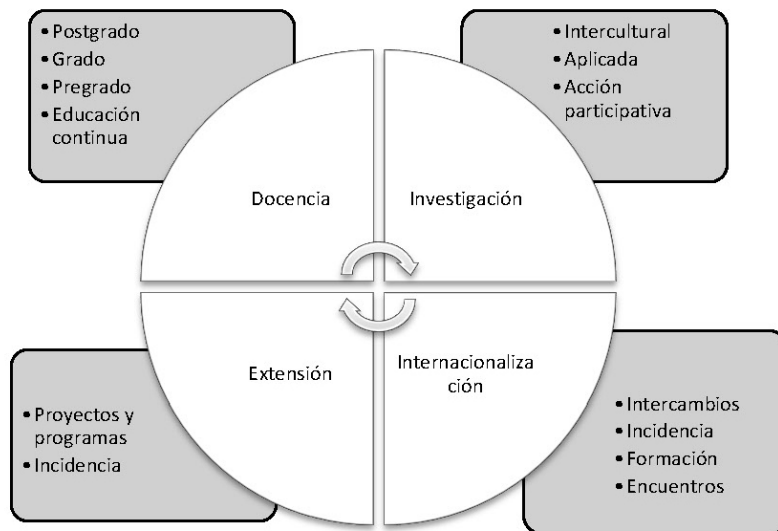 • Postgrado
• Grado
• Pregrado
• Educación
continua
• Intercultural
• Aplicada
• Acción
participativa
Docencia
Investigación
Extensión
Internacionaliza
ción
• Proyectos y
programas
• Incidencia
• Intercambios
• Incidencia
• Formación
• Encuentros